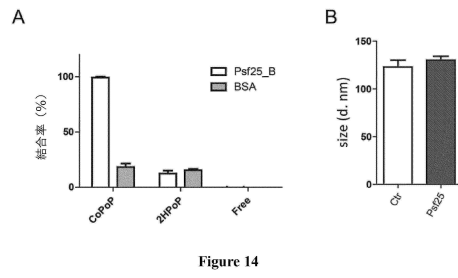 A
B
結合率 (%)
100
50
0
Psf25_B
BSA
CoPoP
2HPoP
Free
size (d. nm)
150
100
50
0
Ctr
Psf25
Figure 14